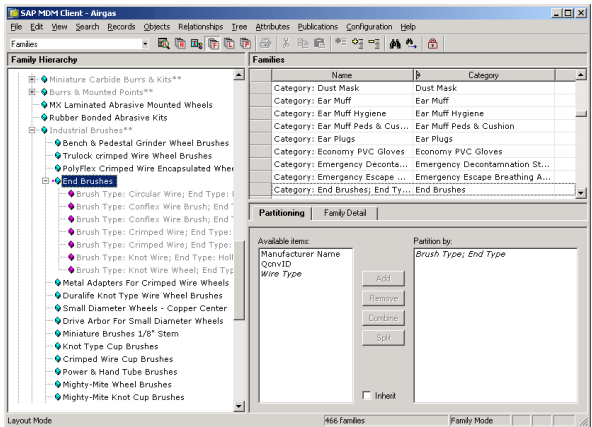 SAP MDM Client - Airgas
File Edit View Search Records Objects Relationships Tree Attributes Publications Configuration Help
Families
Family Hierarchy
Miniature Carbide Burrs & Kits**
Burrs & Mounted Points**
MX Laminated Abrasive Mounted Wheels
Rubber Bonded Abrasive Kits
Industrial Brushes**
Bench & Pedestal Grinder Wheel Brushes
Trulock crimped Wire Wheel Brushes
PolyFlex Crimped Wire Encapsulated Whee
End Brushes
Brush Type: Circular Wire; End Type:
Brush Type: Conflex Wire Brush; End
Brush Type: Conflex Wire Brush; End
Brush Type: Crimped Wire; End Type:
Brush Type: Crimped Wire; End Type:
Brush Type: Knot Wire; End Type: Holl
Brush Type: Knot Wire Wheel; End Typ
Metal Adapters For Crimped Wire Wheels
Duralife Knot Type Wire Wheel Brushes
Small Diameter Wheels - Copper Center
Drive Arbor For Small Diameter Wheels
Miniature Brushes 1/8" Stem
Knot Type Cup Brushes
Crimped Wire Cup Brushes
Power & Hand Tube Brushes
Mighty-Mite Wheel Brushes
Mighty-Mite Knot Cup Brushes
Families
Name Category
Category: Dust Mask Dust Mask
Category: Ear Muff Ear Muff
Category: Ear Muff Hygiene Ear Muff Hygiene
Category: Ear Muff Peds & Cus... Ear Muff Peds & Cushion
Category: Ear Plugs Ear Plugs
Category: Economy PVC Gloves Economy PVC Gloves
Category: Emergency Deconta... Emergency Decontamnation St...
Category: Emergency Escape ... Emergency Escape Breathing A...
Category: End Brushes; End Ty... End Brushes
Partitioning Family Detail
Available items: Partition by:
Manufacturer Name Brush Type; End Type
QcnvID
Wire Type
Add
Remove
Combine
Split
Inherit
Layout Mode 466 families Family Mode